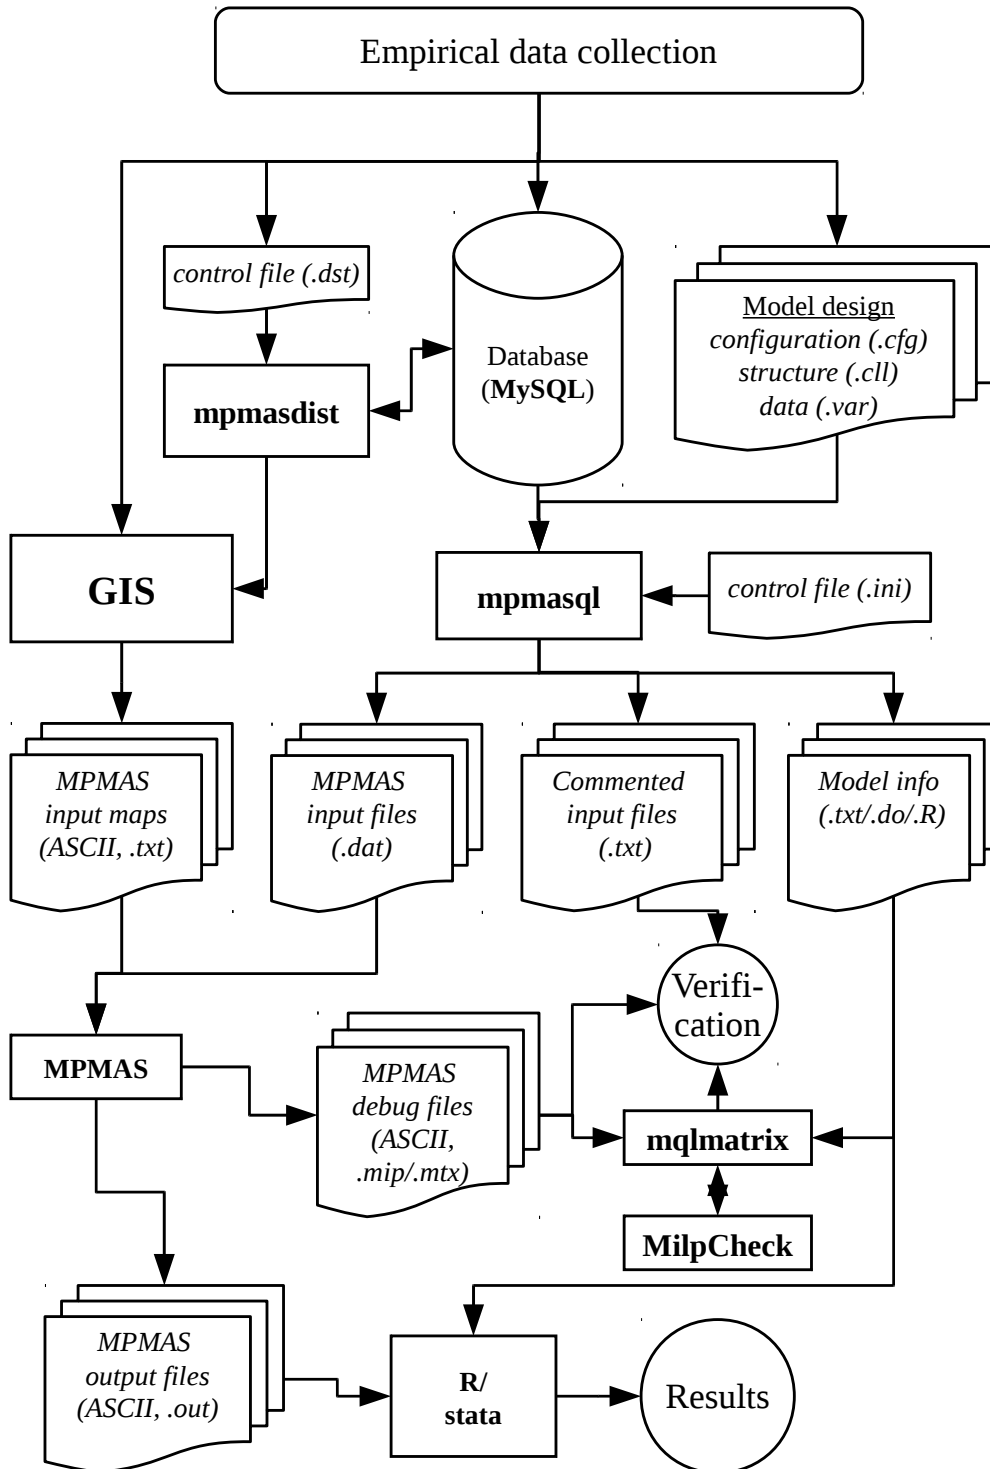 Empirical data collection
control file (.dst)
Model design
configuration (.cfg)
structure (.cll)
data (.var)
Database
(MySQL)
mpmasdist
GIS
mpmasql
control file (.ini)
MPMAS
input maps
(ASCII, .txt)
MPMAS
input files
(.dat)
Commented
input files
(.txt)
Model info
(.txt/.do/.R)
Verifi-
cation
MPMAS
MPMAS
debug files
(ASCII,
.mip/.mtx)
mqlmatrix
MilpCheck
MPMAS
output files
(ASCII, .out)
R/
stata
Results